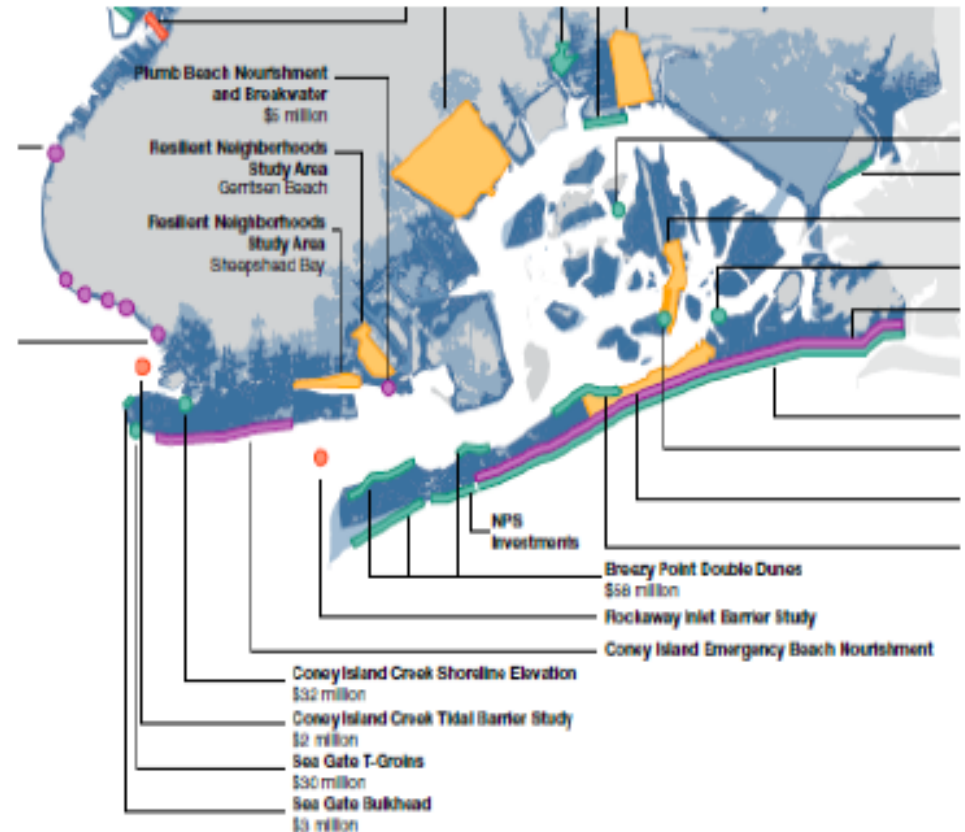 Plumb Beach Nourishment
and Breakwater
$5 million
Resilient Neighborhoods
Study Area
Gerritsen Beach
Resilient Neighborhoods
Study Area
Sheepshead Bay
NPS
Investments
Breezy Point Double Dunes
$58 million
Rockaway Inlet Barrier Study
Coney Island Emergency Beach Nourishment
Coney Island Creek Shoreline Elevation
$32 million
Coney Island Creek Tidal Barrier Study
$2 million
Sea Gate T-Groins
$30 million
Sea Gate Bulkhead
$3 million